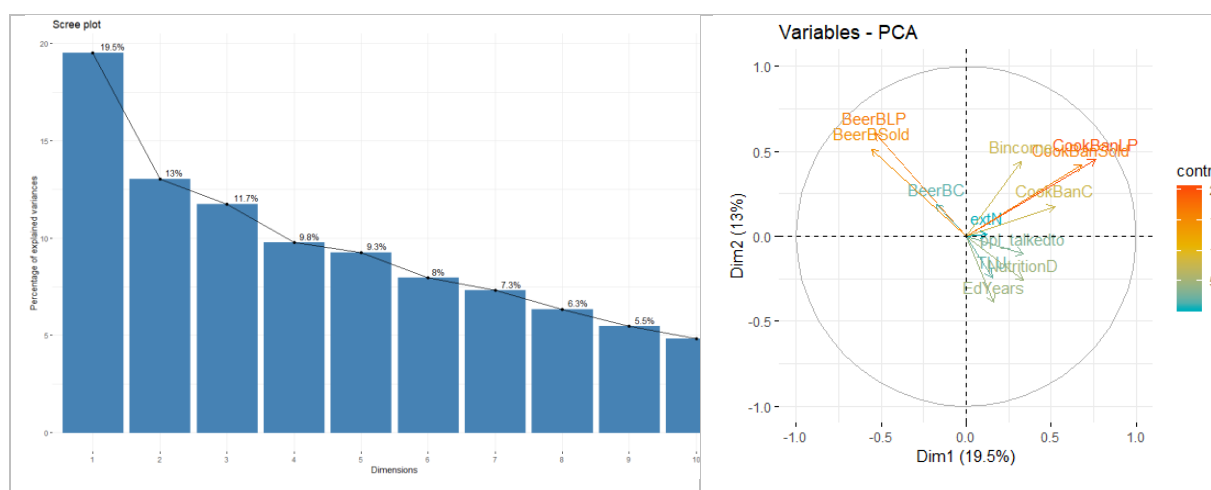 Scree plot
20-
15-
10-
5-
0-
Percentage of explained variances
19.5%
13%
11.7%
9.8%
9.3%
8%
7.3%
6.3%
5.5%
1 2 3 4 5 6 7 8 9 10
Dimensions
Variables - PCA
1.0-
0.5-
0.0-
-0.5-
-1.0-
Dim2 (13%)
BeerBLP
BeerBSold
Bincome
CookBanLP
CookBanSold
BeerBC
CookBanC
extN
ppl_talkedto
NutritionD
EdYears
-1.0 -0.5 0.0 0.5 1.0
Dim1 (19.5%)
contri